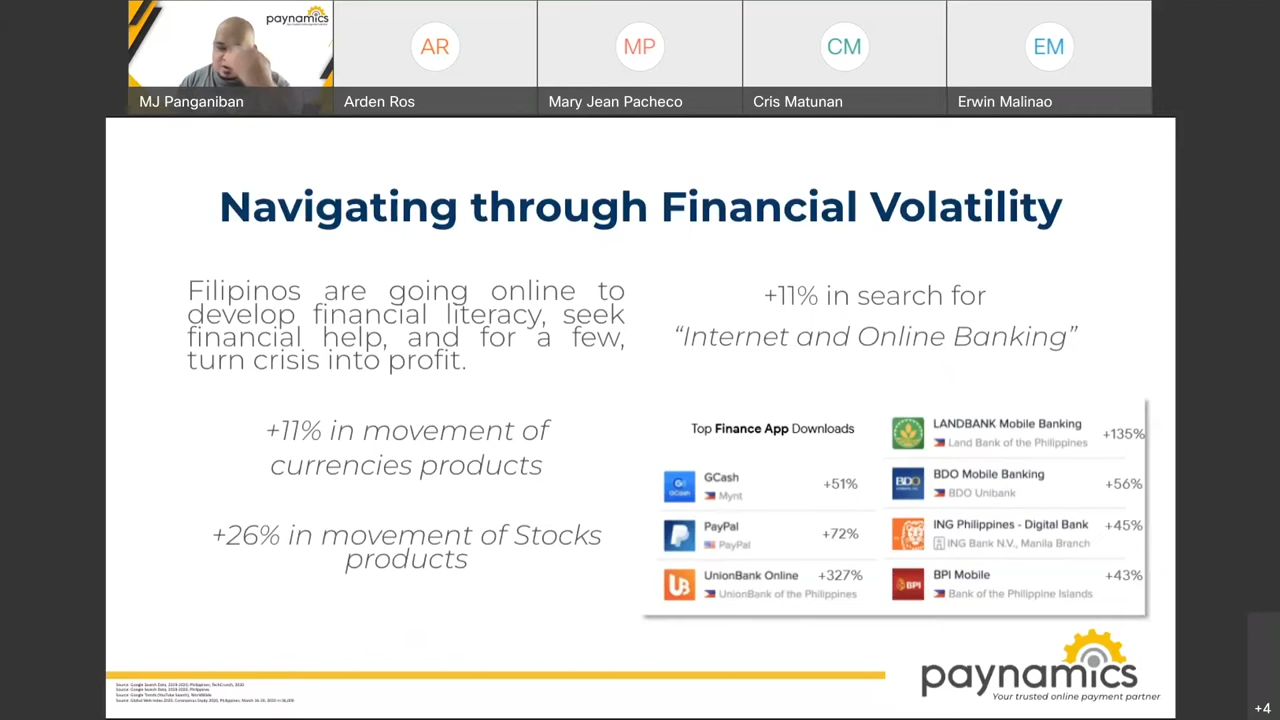 paynamics
AR
MP
CM
EM
MJ Panganiban
Arden Ros
Mary Jean Pacheco
Cris Matunan
Erwin Malinao
Navigating through Financial Volatility
Filipinos are going online to
develop financial literacy, seek
financial help, and for a few,
turn crisis into profit.
+11% in movement of
currencies products
+26% in movement of Stocks
products
+11% in search for
“Internet and Online Banking”
Top Finance App Downloads
GCash
Mynt
+51%
PayPal
PayPal
+72%
UnionBank Online
UnionBank of the Philippines
+327%
LANDBANK Mobile Banking
Land Bank of the Philippines
+135%
BDO
BDO Mobile Banking
BDO Unibank
+56%
ING Philippines - Digital Bank
ING Bank N.V., Manila Branch
+45%
BPI
BPI Mobile
Bank of the Philippine Islands
+43%
paynamics
Your trusted online payment partner
+4